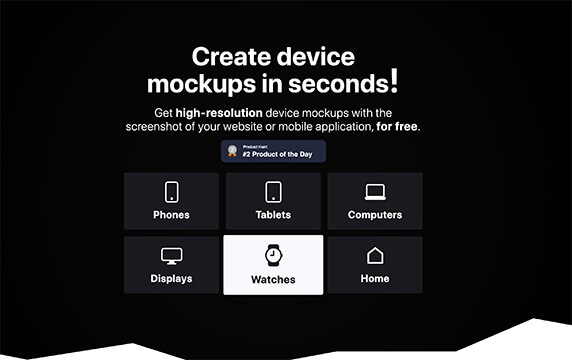 Create device
mockups in seconds!
Get high-resolution device mockups with the
screenshot of your website or mobile application, for free.
Product Hunt
#2 Product of the Day
Phones
Tablets
Computers
Displays
Watches
Home